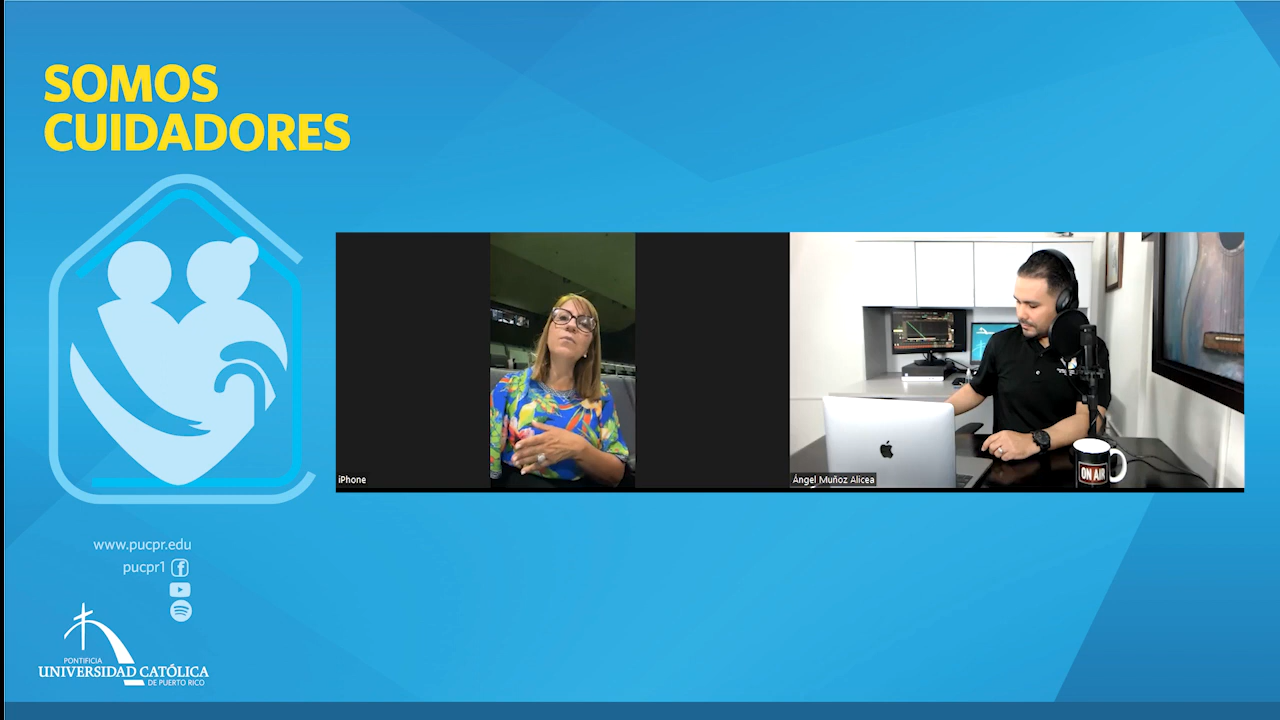 SOMOS
CUIDADORES
iPhone
Ángel Muñoz Alicea
ON AIR
www.pucpr.edu
pucpr1
PONTIFICIA
UNIVERSIDAD CATÓLICA
DE PUERTO RICO